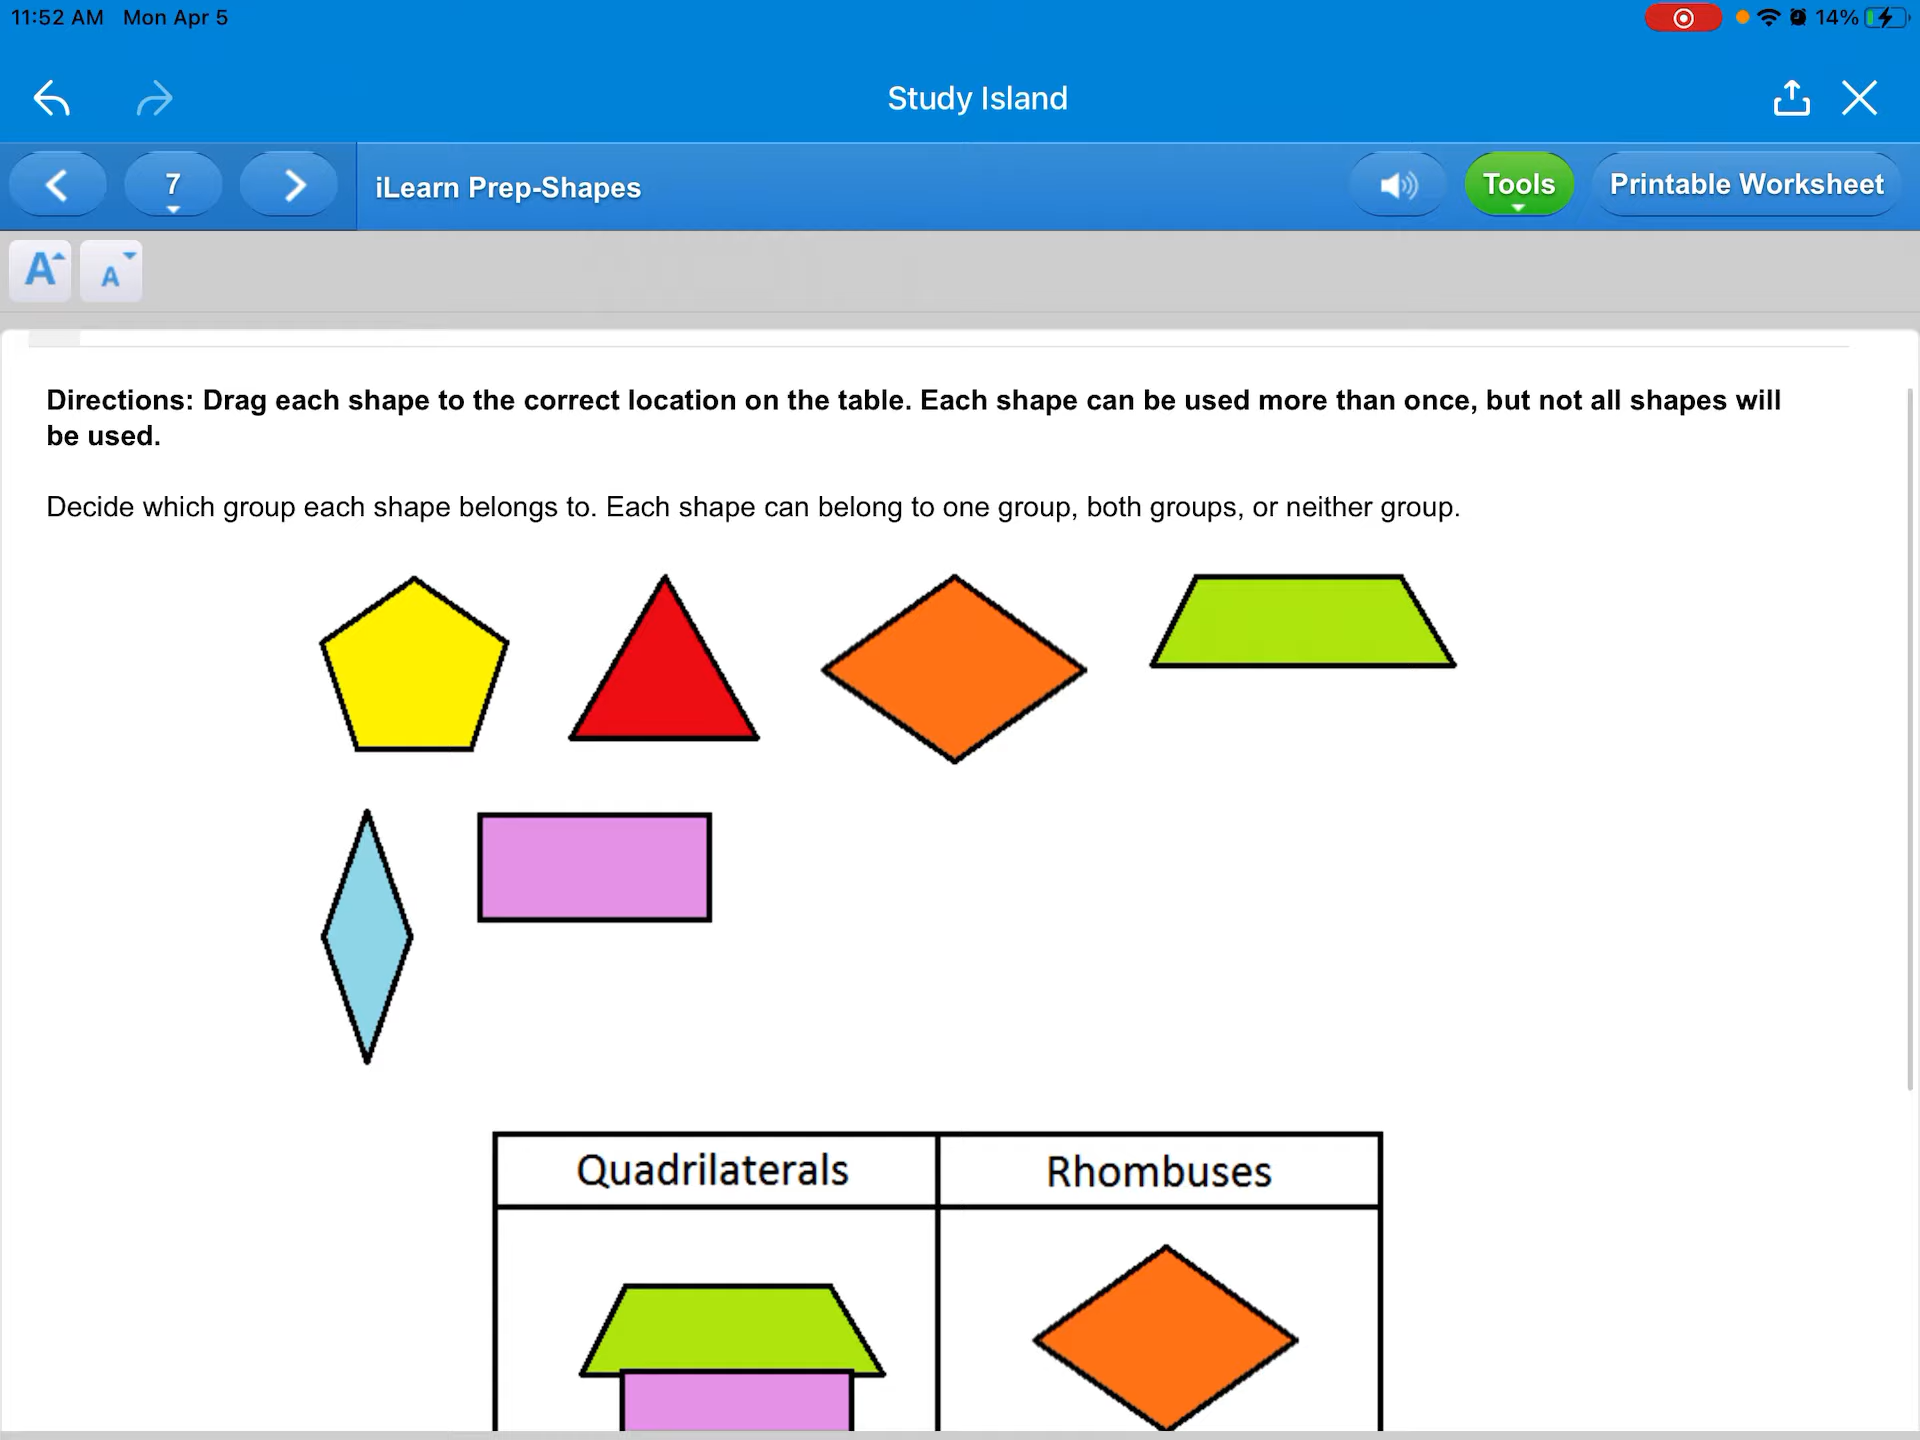 11:52 AM Mon Apr 5
14%
Study Island
7
iLearn Prep-Shapes
Tools
Printable Worksheet
A A
Directions: Drag each shape to the correct location on the table. Each shape can be used more than once, but not all shapes will
be used.
Decide which group each shape belongs to. Each shape can belong to one group, both groups, or neither group.
Quadrilaterals
Rhombuses